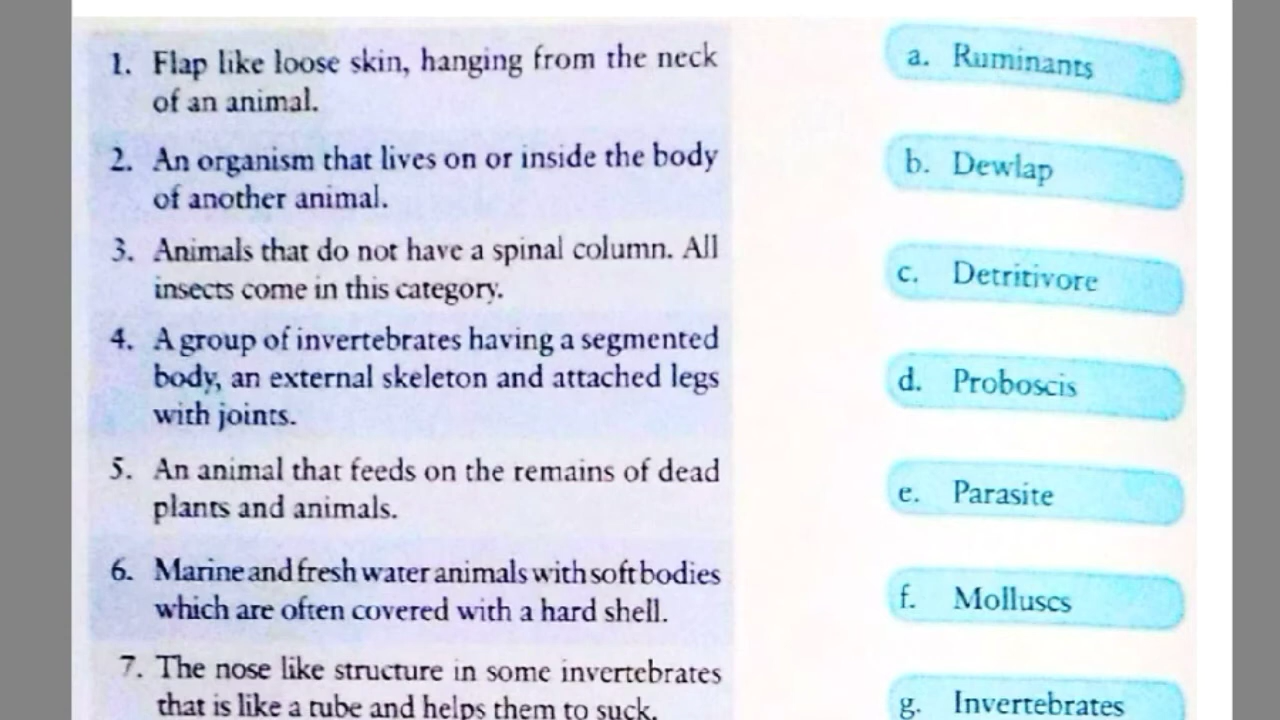 1. Flap like loose skin, hanging from the neck
of an animal.
2. An organism that lives on or inside the body
of another animal.
3. Animals that do not have a spinal column. All
insects come in this category.
4. A group of invertebrates having a segmented
body, an external skeleton and attached legs
with joints.
5. An animal that feeds on the remains of dead
plants and animals.
6. Marine and fresh water animals with soft bodies
which are often covered with a hard shell.
7. The nose like structure in some invertebrates
that is like a tube and helps them to suck.
a. Ruminants
b. Dewlap
c. Detritivore
d. Proboscis
e. Parasite
f. Molluscs
g. Invertebrates